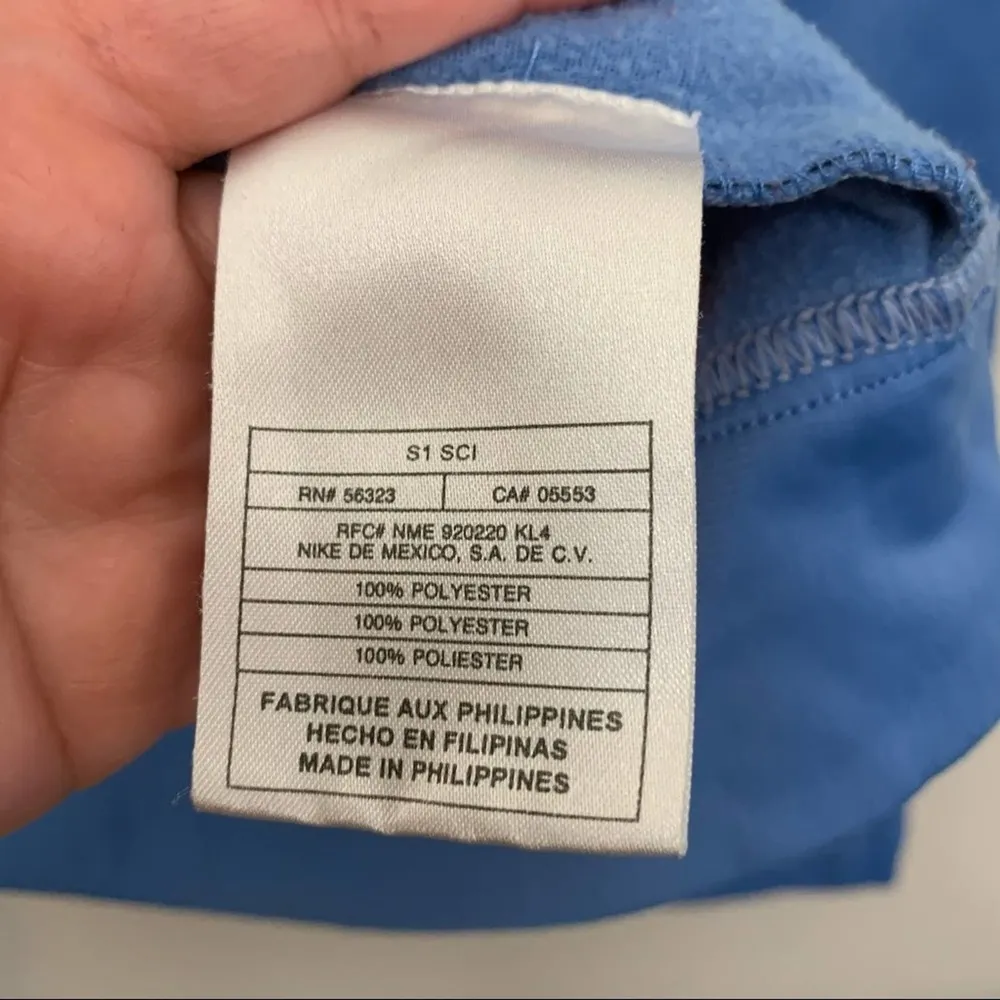 S1 SCI
RN# 56323 CA# 05553
RFC# NME 920220 KL4
NIKE DE MEXICO, S.A. DE C.V.
100% POLYESTER
100% POLYESTER
100% POLIESTER
FABRIQUE AUX PHILIPPINES
HECHO EN FILIPINAS
MADE IN PHILIPPINES